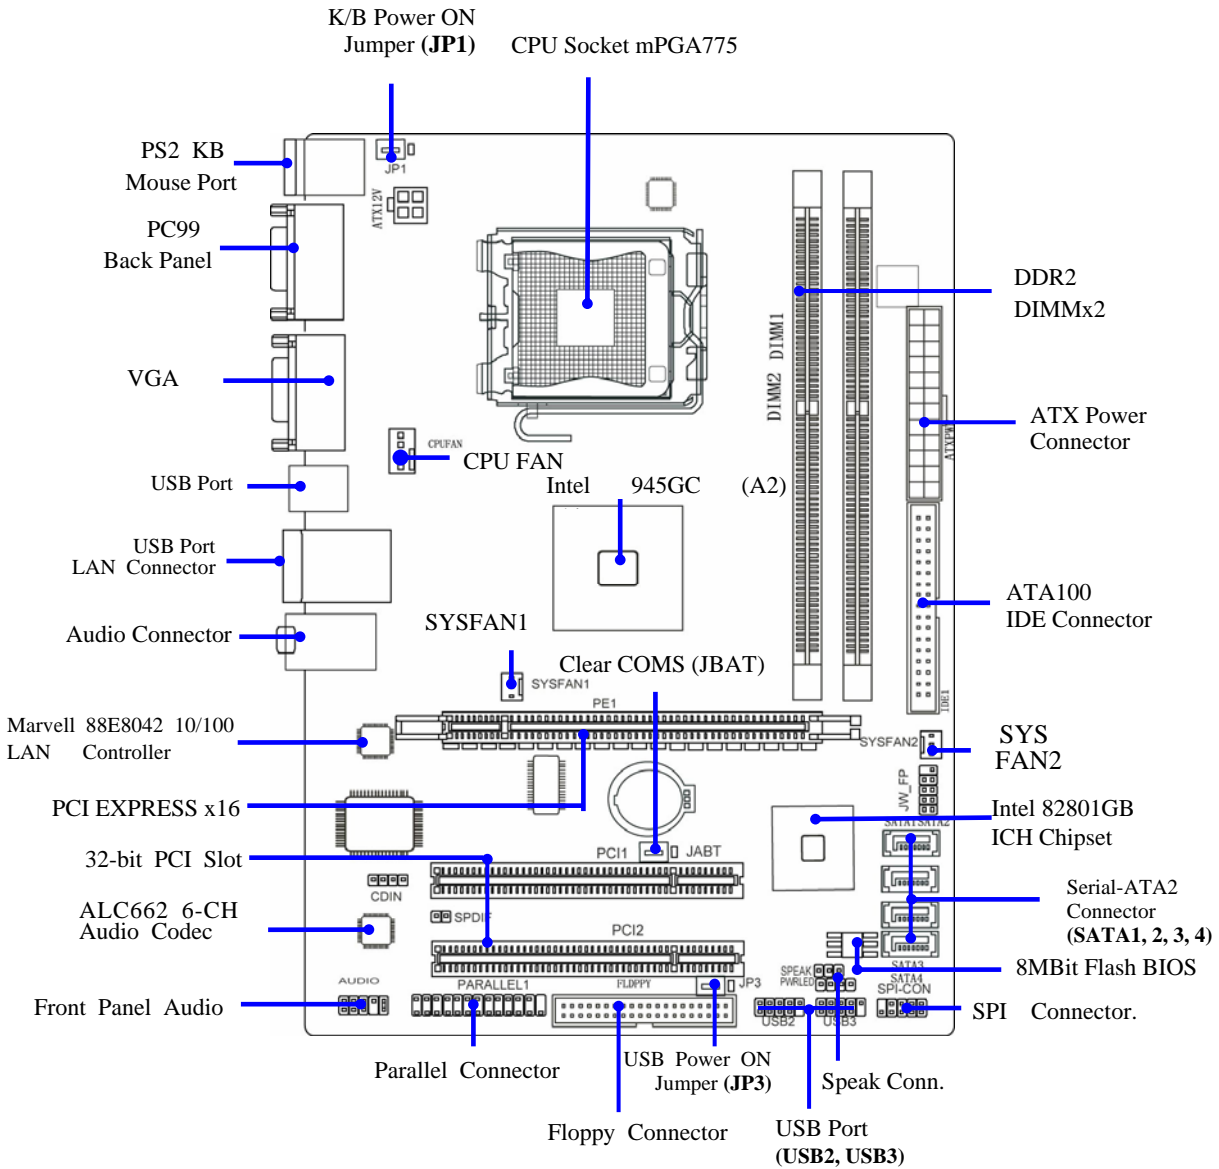 K/B Power ON
Jumper (JP1)
CPU Socket mPGA775
PS2 KB
Mouse Port
JP1
ATX12V
PC99
Back Panel
DDR2
DIMMx2
DIMM2 DIMM1
VGA
ATX Power
Connector
ATXPW
CPUFAN
CPU FAN
USB Port
Intel 945GC (A2)
USB Port
LAN Connector
ATA100
IDE Connector
Audio Connector
SYSFAN1
Clear COMS (JBAT)
SYSFAN1
IDE1
PE1
Marvell 88E8042 10/100
LAN Controller
SYSFAN2
SYS
FAN2
JW_FP
PCI EXPRESS x16
Intel 82801GB
ICH Chipset
SATA1SATA2
32-bit PCI Slot
PCI1
JABT
CDIN
Serial-ATA2
Connector
(SATA1, 2, 3, 4)
ALC662 6-CH
Audio Codec
SPDIF
PCI2
SATA3
SATA4
8MBit Flash BIOS
SPEAK
PWRLED
SPI-CON
AUDIO
PARALLEL1
FLDPPY
JP3
Front Panel Audio
SPI Connector.
USB2
USB3
Parallel Connector
USB Power ON
Jumper (JP3)
Speak Conn.
Floppy Connector
USB Port
(USB2, USB3)